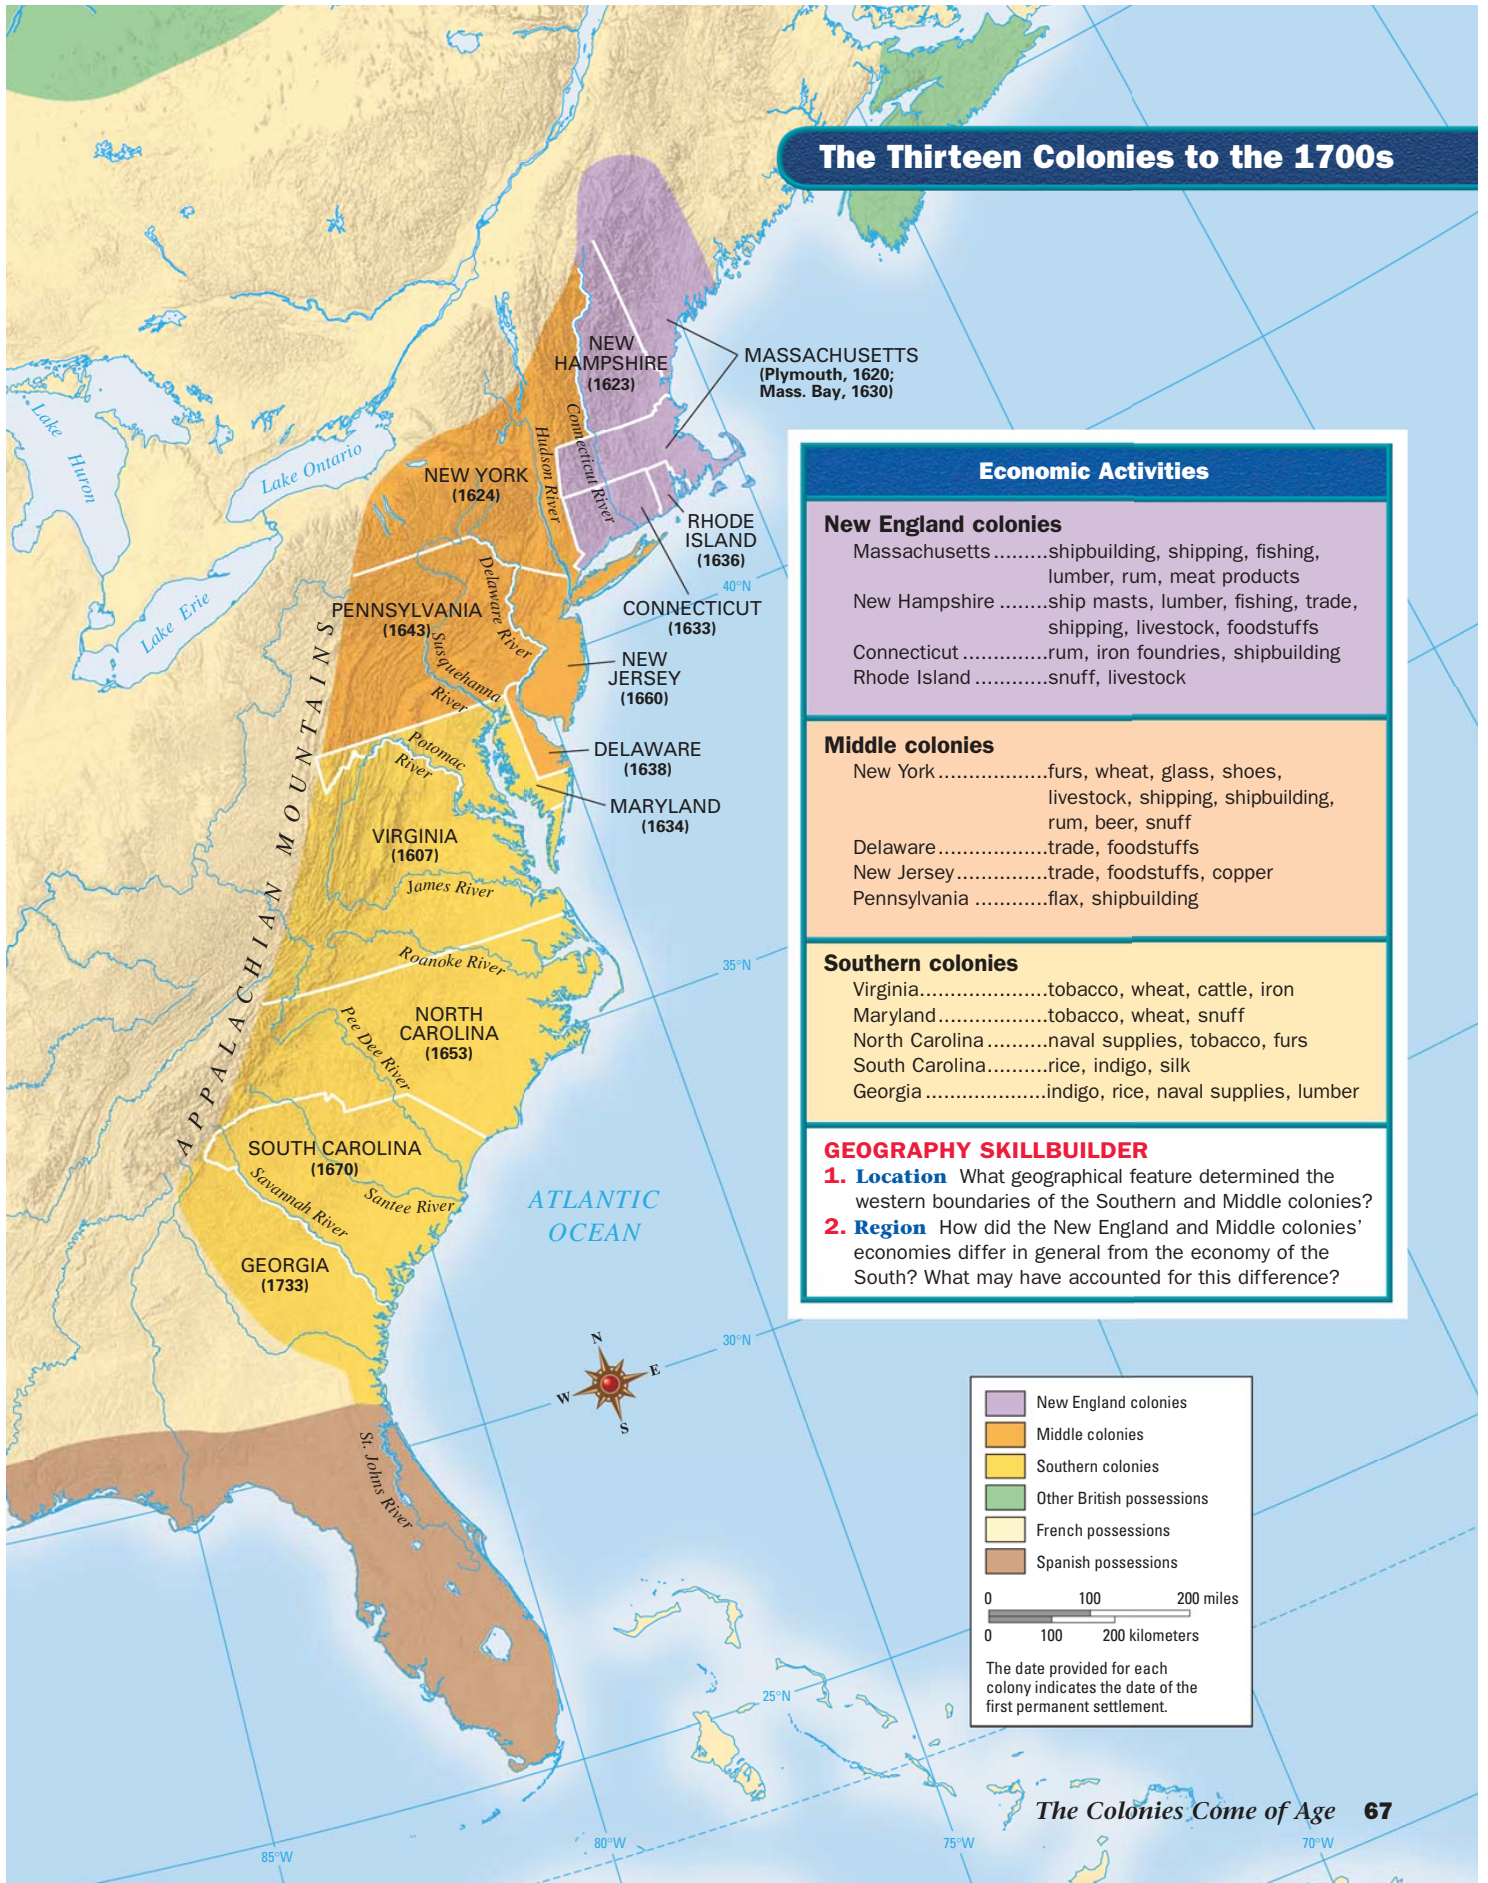 The Thirteen Colonies to the 1700s
NEW
HAMPSHIRE
(1623)
MASSACHUSETTS
(Plymouth, 1620;
Mass. Bay, 1630)
Connecticut River
Hudson River
Lake
Huron
Lake Ontario
NEW YORK
(1624)
RHODE
ISLAND
(1636)
Lake Erie
40°N
CONNECTICUT
(1633)
PENNSYLVANIA
(1643)
Delaware River
Susquehanna
River
NEW
JERSEY
(1660)
Potomac
River
DELAWARE
(1638)
MARYLAND
(1634)
APPALACHIAN MOUNTAINS
VIRGINIA
(1607)
James River
Roanoke River
35°N
NORTH
CAROLINA
(1653)
Pee Dee River
SOUTH CAROLINA
(1670)
Santee River
Savannah River
GEORGIA
(1733)
ATLANTIC
OCEAN
30°N
N
E
W
S
St. Johns River
25°N
85°W
80°W
75°W
70°W
Economic Activities
New England colonies
Massachusetts.........shipbuilding, shipping, fishing,
lumber, rum, meat products
New Hampshire ........ship masts, lumber, fishing, trade,
shipping, livestock, foodstuffs
Connecticut .............rum, iron foundries, shipbuilding
Rhode Island ............snuff, livestock
Middle colonies
New York..................furs, wheat, glass, shoes,
livestock, shipping, shipbuilding,
rum, beer, snuff
Delaware..................trade, foodstuffs
New Jersey...............trade, foodstuffs, copper
Pennsylvania ............flax, shipbuilding
Southern colonies
Virginia.....................tobacco, wheat, cattle, iron
Maryland..................tobacco, wheat, snuff
North Carolina..........naval supplies, tobacco, furs
South Carolina..........rice, indigo, silk
Georgia ....................indigo, rice, naval supplies, lumber
GEOGRAPHY SKILLBUILDER
1. Location What geographical feature determined the
western boundaries of the Southern and Middle colonies?
2. Region How did the New England and Middle colonies'
economies differ in general from the economy of the
South? What may have accounted for this difference?
New England colonies
Middle colonies
Southern colonies
Other British possessions
French possessions
Spanish possessions
0 100 200 miles
0 100 200 kilometers
The date provided for each
colony indicates the date of the
first permanent settlement.
The Colonies Come of Age 67